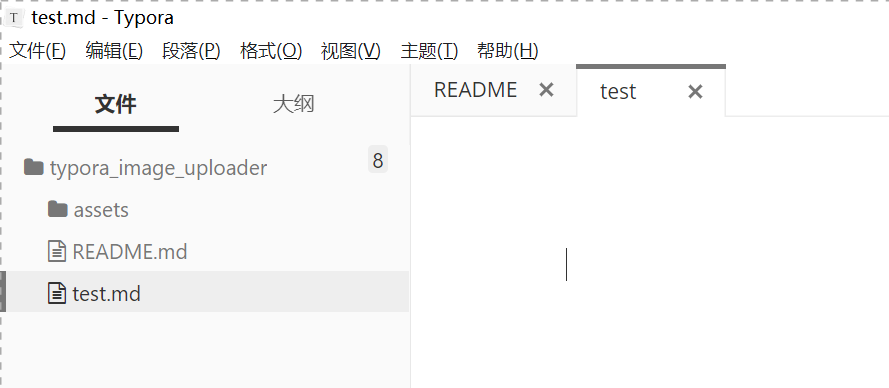 T test.md - Typora
文件(F) 编辑(E) 段落(P) 格式(O) 视图(V) 主题(T) 帮助(H)
文件 大纲
README × test ×
typora_image_uploader 8
assets
README.md
test.md